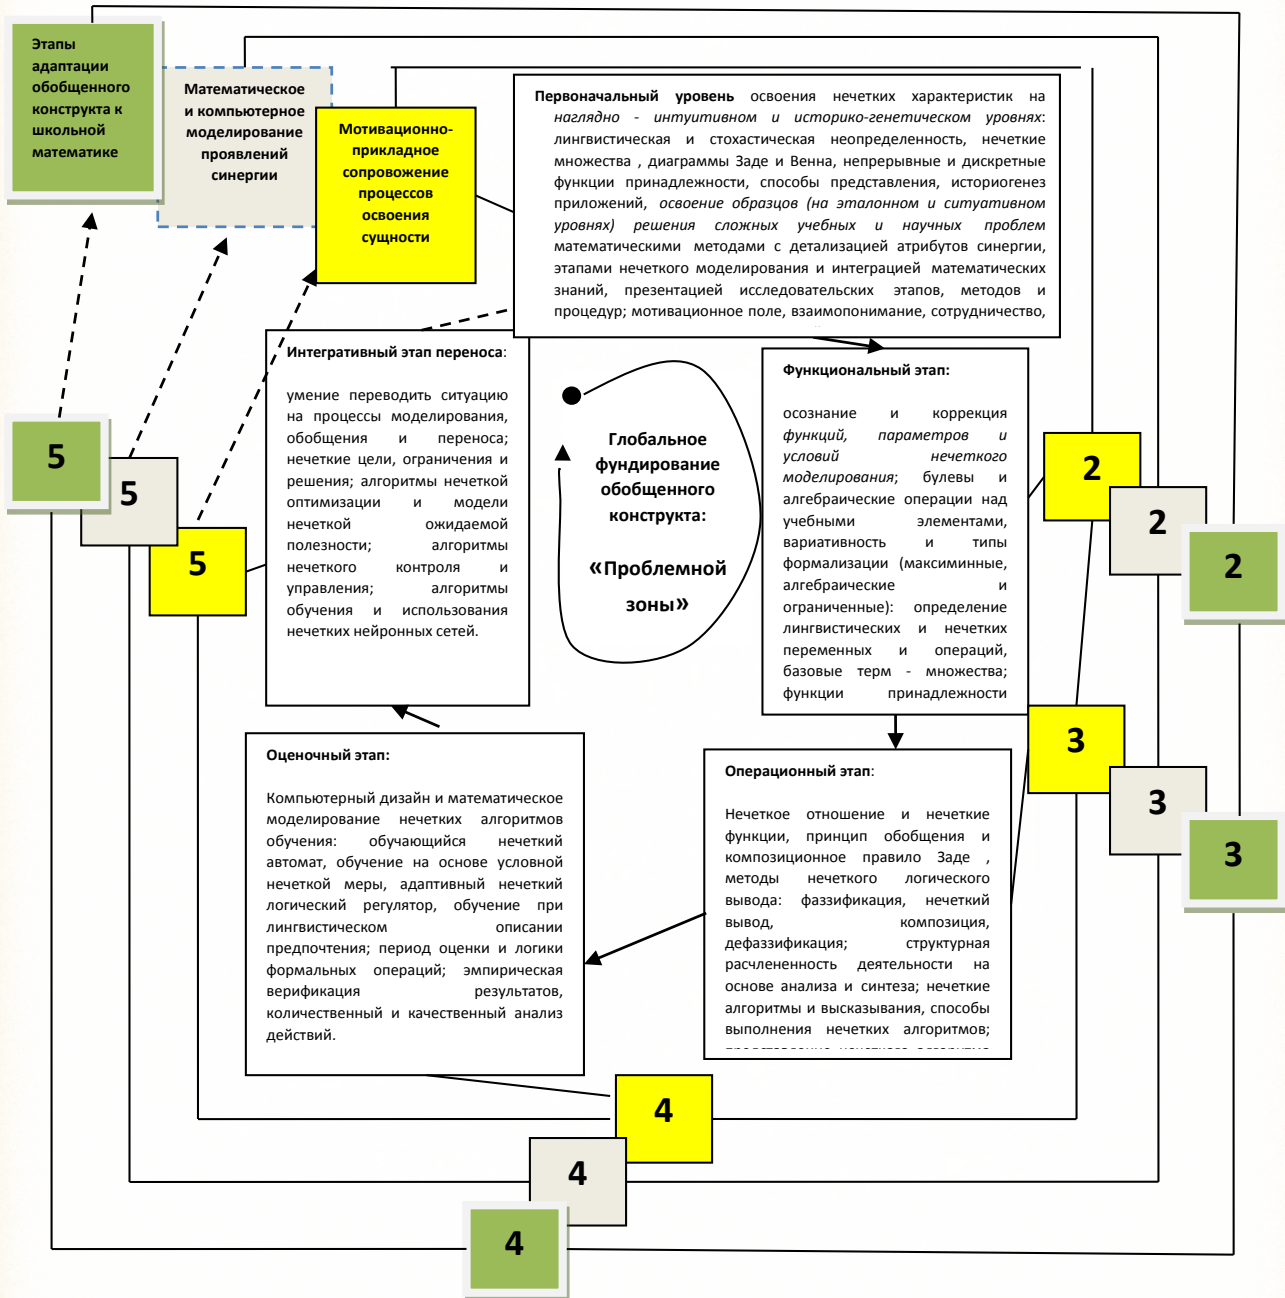 Этапы
адаптации
обобщенного
конструкта к
школьной
математике
Математическое
и компьютерное
моделирование
проявлений
синергии
Мотивационно-
прикладное
сопровожение
процессов
освоения
сущности
Первоначальный уровень освоения нечетких характеристик на
наглядно - интуитивном и историко-генетическом уровнях:
лингвистическая и стохастическая неопределенность, нечеткие
множества , диаграммы Заде и Венна, непрерывные и дискретные
функции принадлежности, способы представления, историогенез
приложений, освоение образцов (на эталонном и ситуативном
уровнях) решения сложных учебных и научных проблем
математическими методами с детализацией атрибутов синергии,
этапами нечеткого моделирования и интеграцией математических
знаний, презентацией исследовательских этапов, методов и
процедур; мотивационное поле, взаимопонимание, сотрудничество,
Интегративный этап переноса:
умение переводить ситуацию
на процессы моделирования,
обобщения и переноса;
нечеткие цели, ограничения и
решения; алгоритмы нечеткой
оптимизации и модели
нечеткой ожидаемой
полезности; алгоритмы
нечеткого контроля и
управления; алгоритмы
обучения и использования
нечетких нейронных сетей.
Глобальное
фундирование
обобщенного
конструкта:
«Проблемной
зоны»
Функциональный этап:
осознание и коррекция
функций, параметров и
условий нечеткого
моделирования; булевы и
алгебраические операции над
учебными элементами,
вариативность и типы
формализации (максиминные,
алгебраические и
ограниченные): определение
лингвистических и нечетких
переменных и операций,
базовые терм - множества;
функции принадлежности
5
5
5
2
2
2
3
3
3
Оценочный этап:
Компьютерный дизайн и математическое
моделирование нечетких алгоритмов
обучения: обучающийся нечеткий
автомат, обучение на основе условной
нечеткой меры, адаптивный нечеткий
логический регулятор, обучение при
лингвистическом описании
предпочтения; период оценки и логики
формальных операций; эмпирическая
верификация результатов,
количественный и качественный анализ
действий.
Операционный этап:
Нечеткое отношение и нечеткие
функции, принцип обобщения и
композиционное правило Заде ,
методы нечеткого логического
вывода: фаззификация, нечеткий
вывод, композиция,
дефаззификация; структурная
расчлененность деятельности на
основе анализа и синтеза; нечеткие
алгоритмы и высказывания, способы
выполнения нечетких алгоритмов;
4
4
4